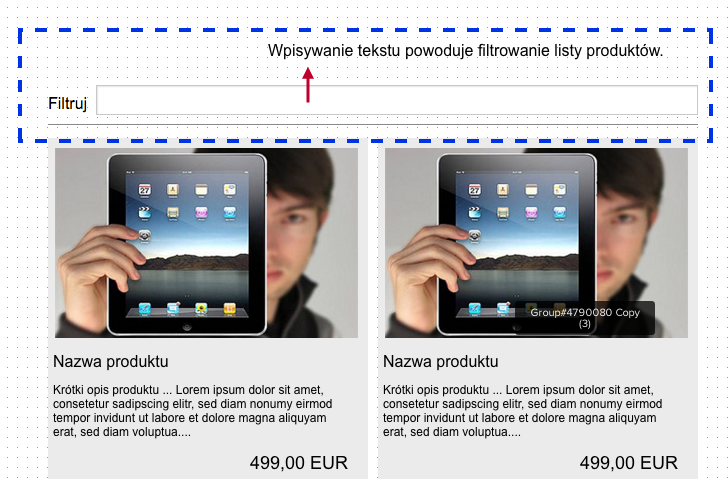 Wpisywanie tekstu powoduje filtrowanie listy produktów.
Filtruj
27
27
Group#4790080 Copy
(3)
Nazwa produktu
Krótki opis produktu ... Lorem ipsum dolor sit amet,
consetetur sadipscing elitr, sed diam nonumy eirmod
tempor invidunt ut labore et dolore magna aliquyam
erat, sed diam voluptua....
499,00 EUR
Nazwa produktu
Krótki opis produktu ... Lorem ipsum dolor sit amet,
consetetur sadipscing elitr, sed diam nonumy eirmod
tempor invidunt ut labore et dolore magna aliquyam
erat, sed diam voluptua....
499,00 EUR